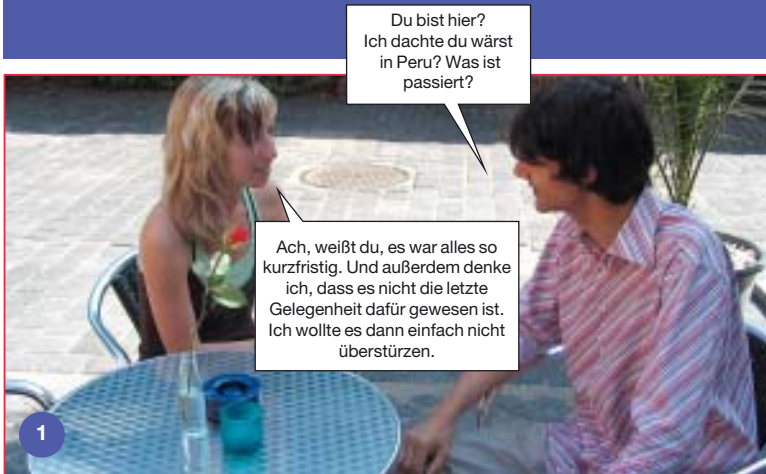 Du bist hier?
Ich dachte du wärst
in Peru? Was ist
passiert?
Ach, weißt du, es war alles so
kurzfristig. Und außerdem denke
ich, dass es nicht die letzte
Gelegenheit dafür gewesen ist.
Ich wollte es dann einfach nicht
überstürzen.
1